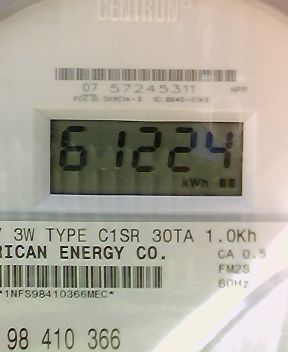 CENTRON
07 57245311
61224
kWh
3W TYPE C1SR 30TA 1.0Kh
RICAN ENERGY CO.
CA 0.5
FM2S
60Hz
*1NFS98410366MEC*
98 410 366